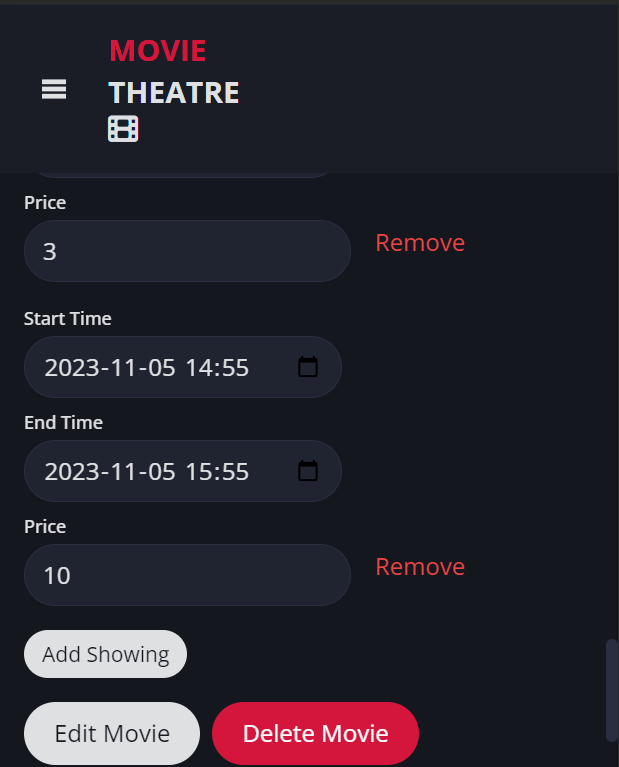 MOVIE
THEATRE
Price
3
Remove
Start Time
2023-11-05 14:55
End Time
2023-11-05 15:55
Price
10
Remove
Add Showing
Edit Movie
Delete Movie